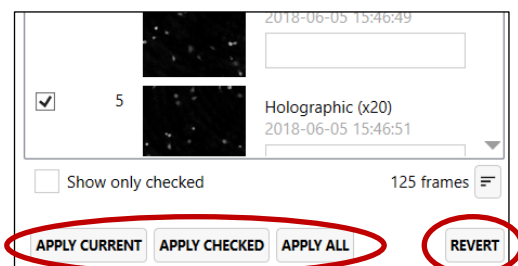 2018-06-05 15:46:49
5
Holographic (x20)
2018-06-05 15:46:51
Show only checked
125 frames
APPLY CURRENT APPLY CHECKED APPLY ALL REVERT